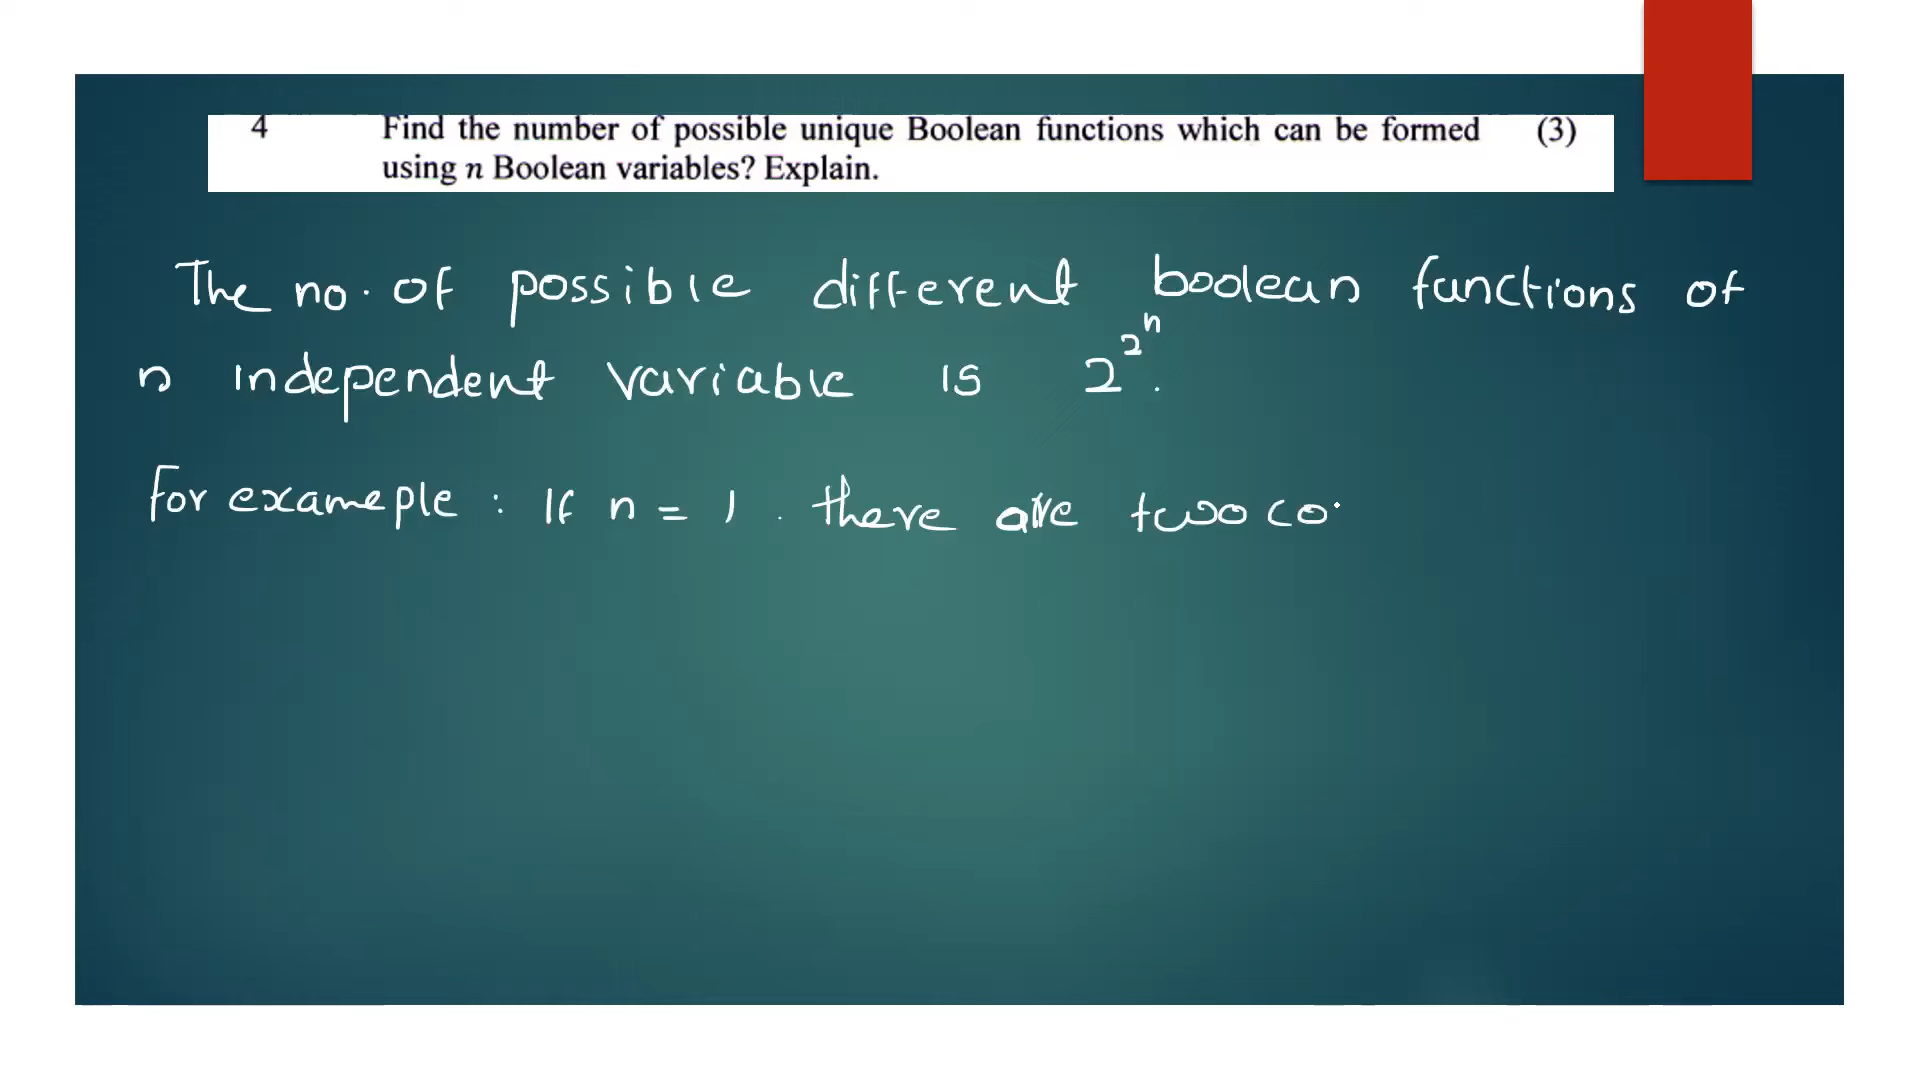 4 Find the number of possible unique Boolean functions which can be formed (3)
using n Boolean variables? Explain.
The no. of possible different boolean functions of
n independent variable is 2^2^n.
For exameple : If n = 1. there are two co